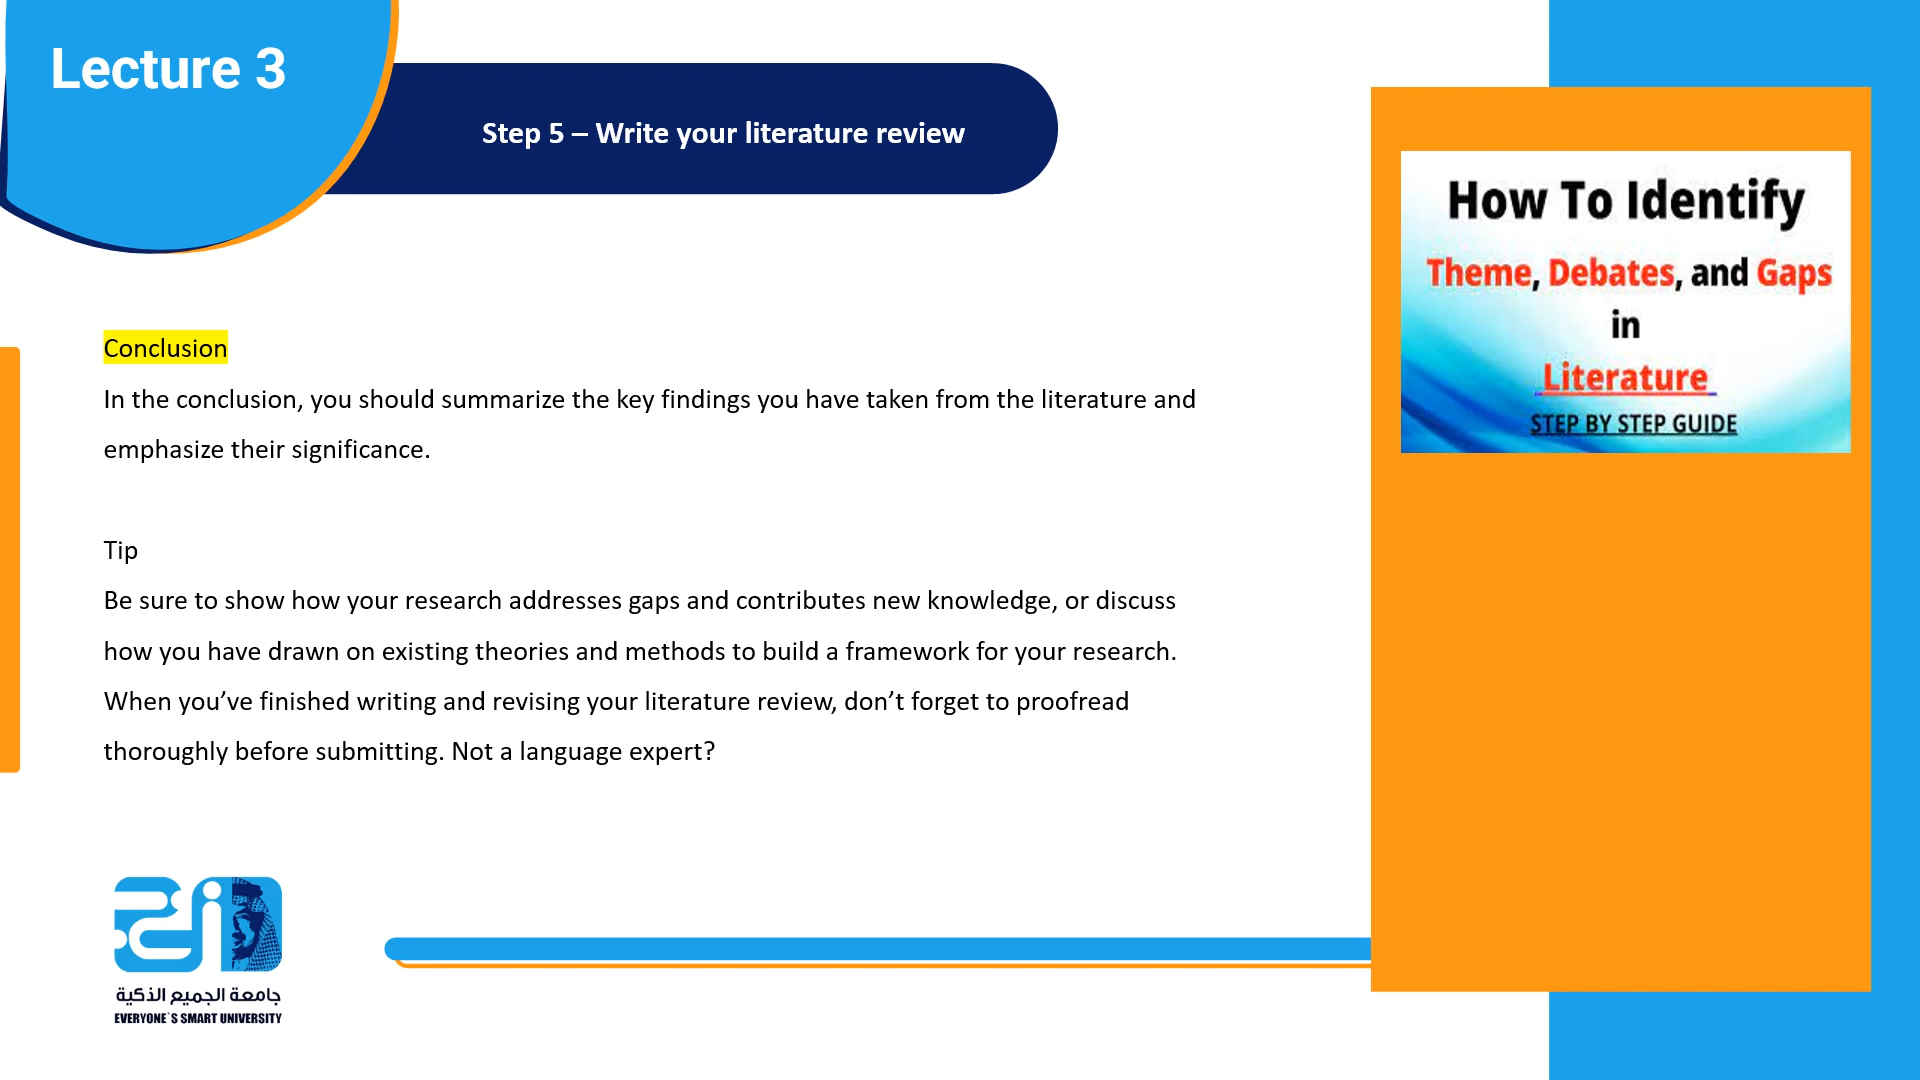 Lecture 3
Step 5 – Write your literature review
Conclusion
In the conclusion, you should summarize the key findings you have taken from the literature and
emphasize their significance.
Tip
Be sure to show how your research addresses gaps and contributes new knowledge, or discuss
how you have drawn on existing theories and methods to build a framework for your research.
When you’ve finished writing and revising your literature review, don’t forget to proofread
thoroughly before submitting. Not a language expert?
How To Identify
Theme, Debates, and Gaps
in
Literature
STEP BY STEP GUIDE
جامعة الجميع الذكية
EVERYONE`S SMART UNIVERSITY